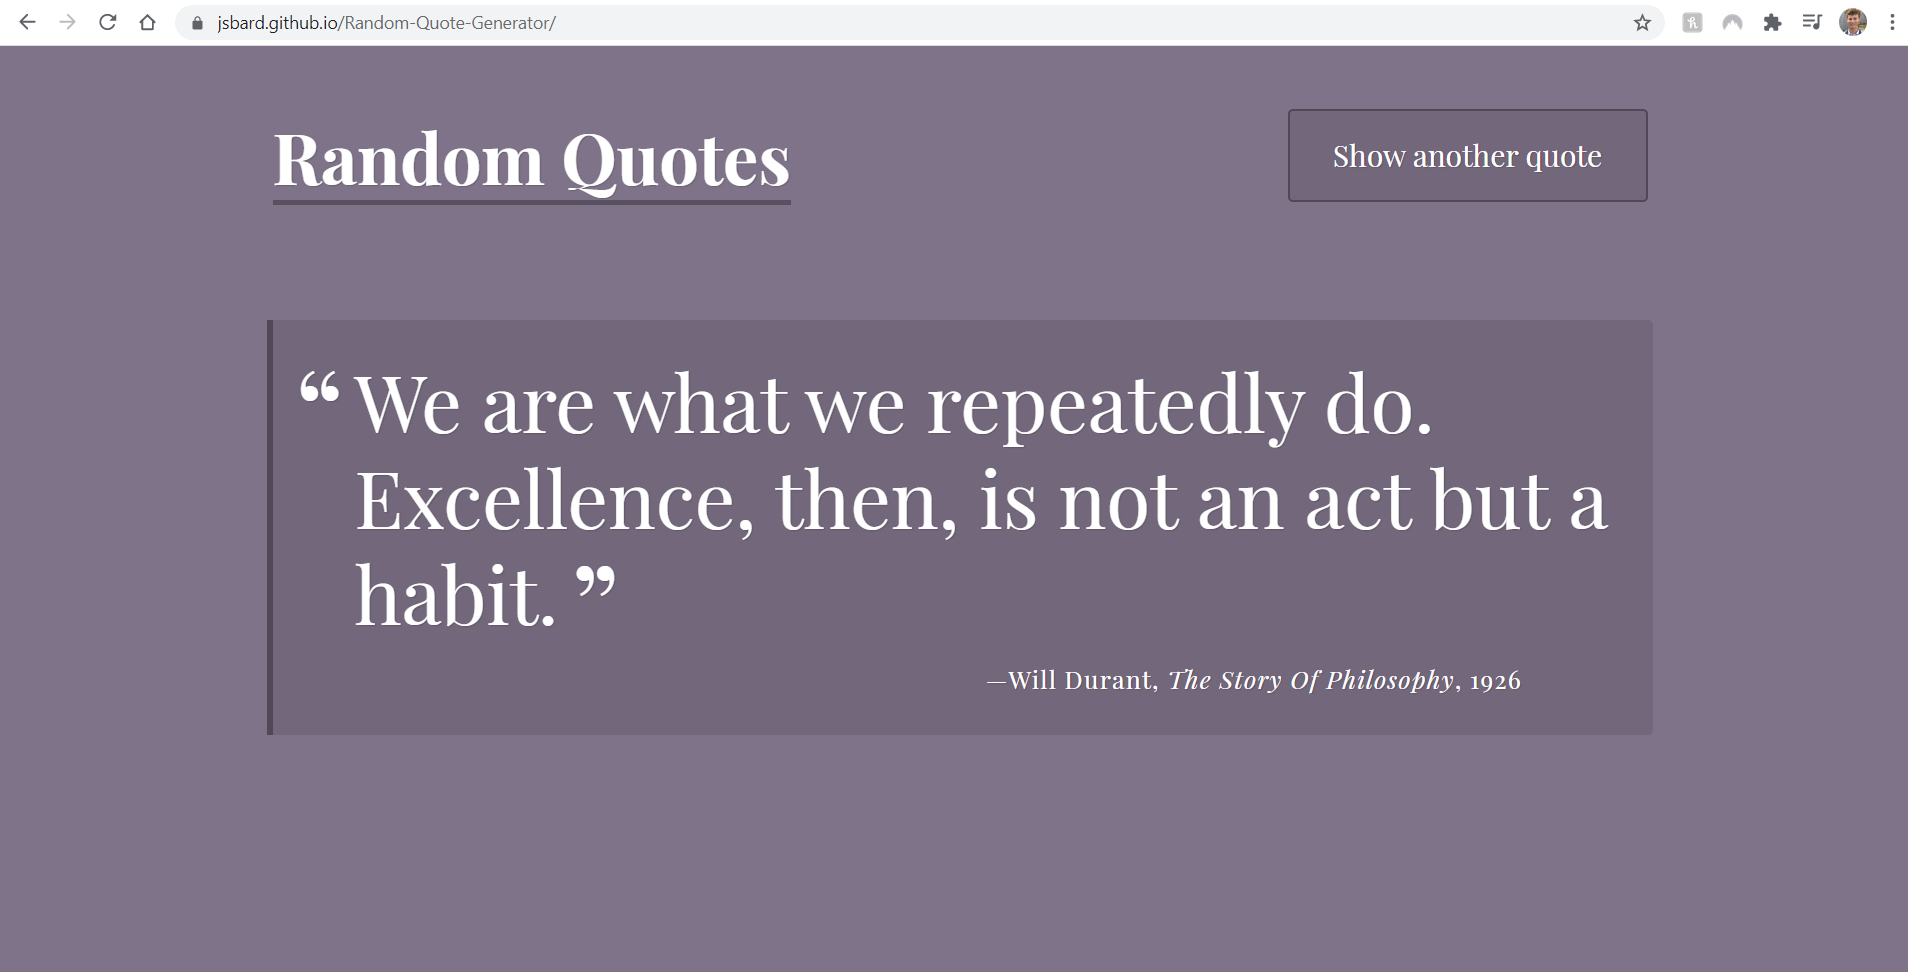 jsbard.github.io/Random-Quote-Generator/
Random Quotes
Show another quote
“ We are what we repeatedly do.
Excellence, then, is not an act but a
habit. ”
—Will Durant, The Story Of Philosophy, 1926